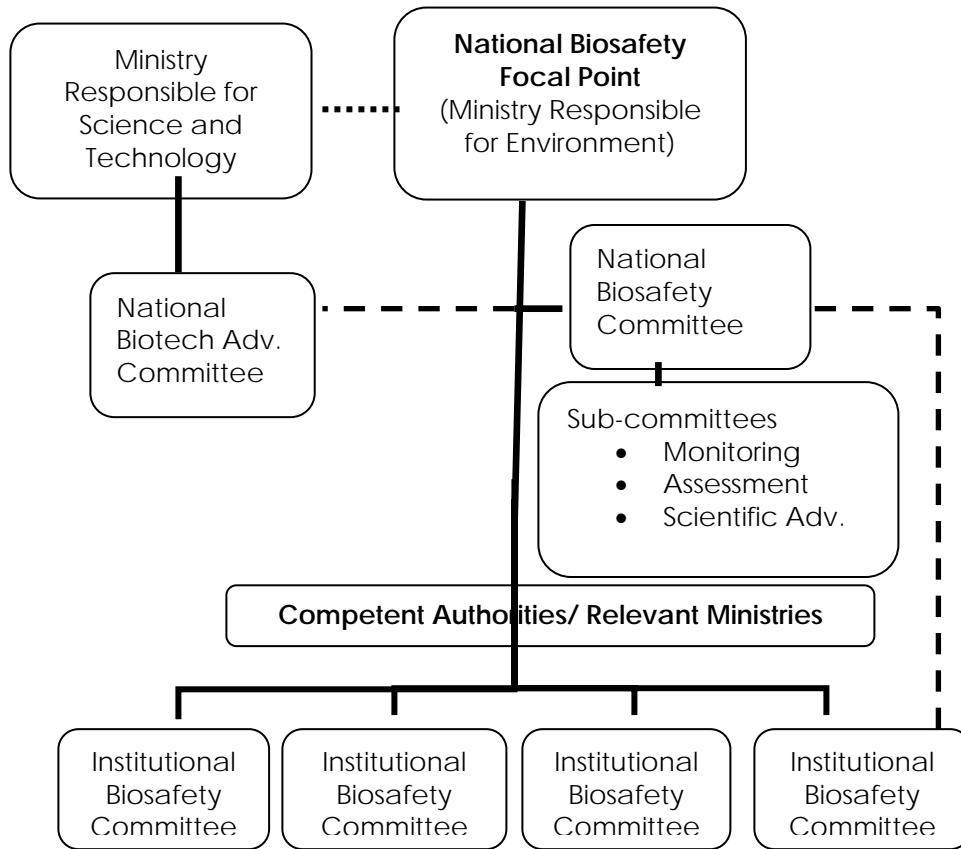 Ministry
Responsible for
Science and
Technology
National Biosafety
Focal Point
(Ministry Responsible
for Environment)
National
Biotech Adv.
Committee
National
Biosafety
Committee
Sub-committees
• Monitoring
• Assessment
• Scientific Adv.
Competent Authorities/ Relevant Ministries
Institutional
Biosafety
Committee
Institutional
Biosafety
Committee
Institutional
Biosafety
Committee
Institutional
Biosafety
Committee